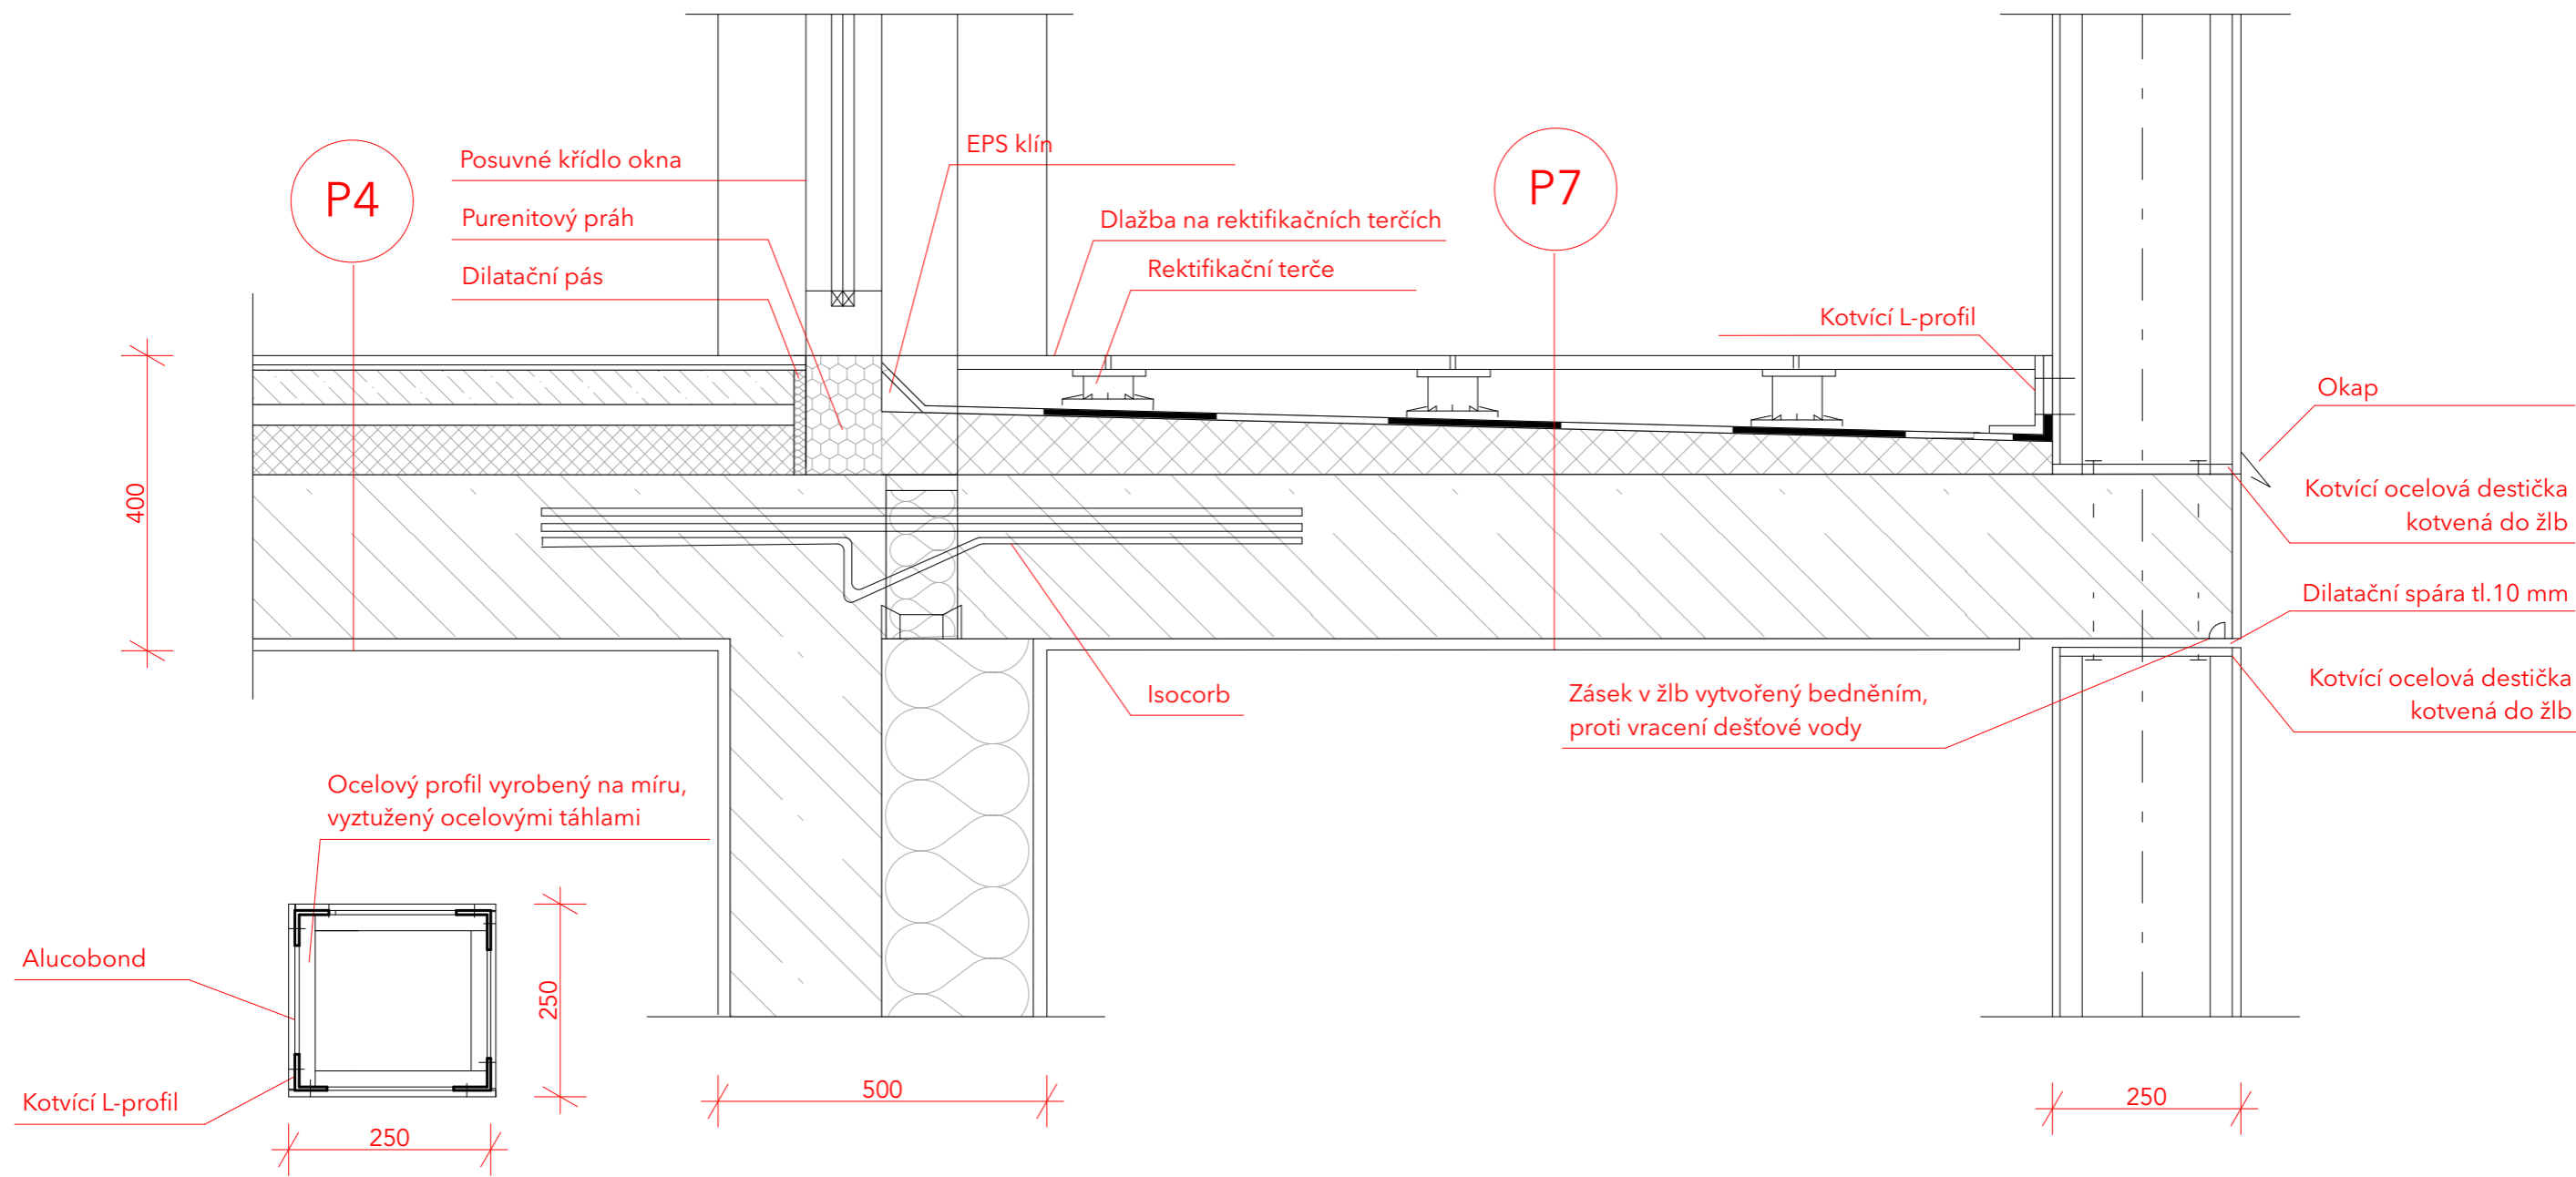 P4
Posuvné křídlo okna
Purenitový práh
Dilatační pás
EPS klín
Dlažba na rektifikačních terčích
Rektifikační terče
P7
Kotvící L-profil
Okap
Kotvící ocelová destička
kotvená do žlb
Dilatační spára tl.10 mm
Kotvící ocelová destička
kotvená do žlb
400
Isocorb
Zásek v žlb vytvořený bedněním,
proti vracení dešťové vody
Ocelový profil vyrobený na míru,
vyztužený ocelovými táhlami
Alucobond
Kotvící L-profil
250
250
500
250